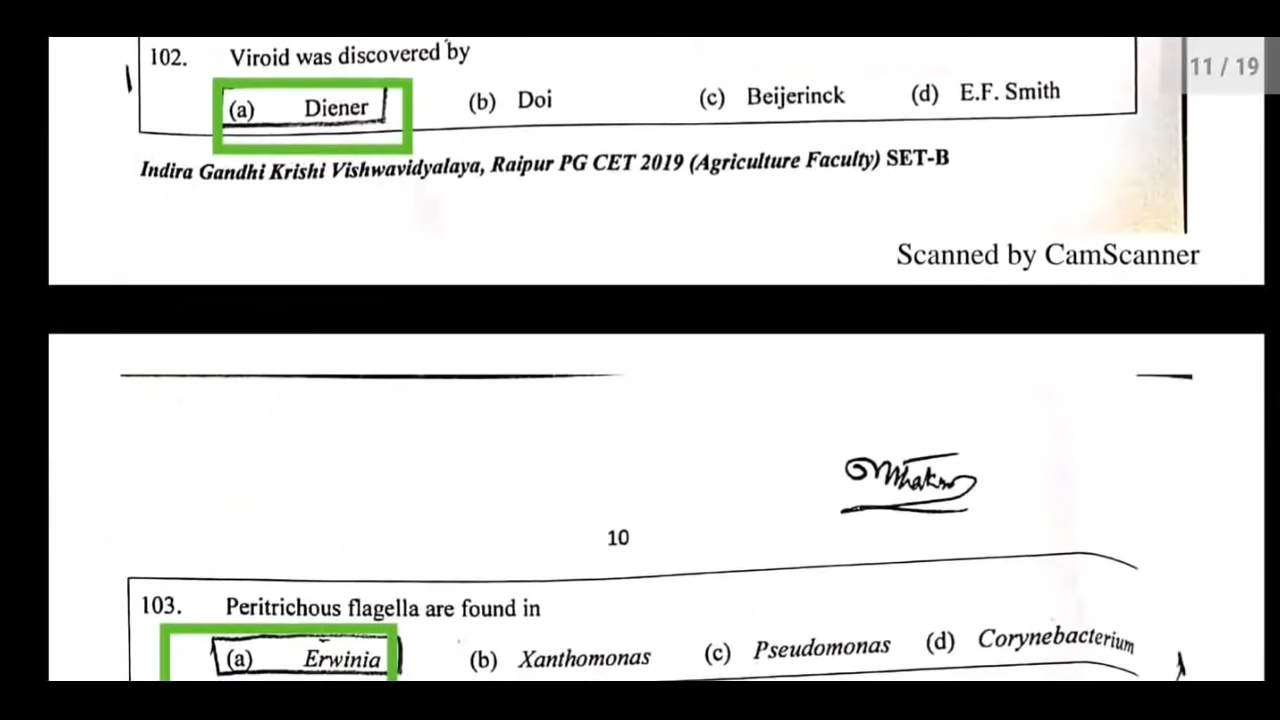 11 / 19
102. Viroid was discovered by
(a) Diener (b) Doi (c) Beijerinck (d) E.F. Smith
Indira Gandhi Krishi Vishwavidyalaya, Raipur PG CET 2019 (Agriculture Faculty) SET-B
Scanned by CamScanner
10
103. Peritrichous flagella are found in
(a) Erwinia (b) Xanthomonas (c) Pseudomonas (d) Corynebacterium